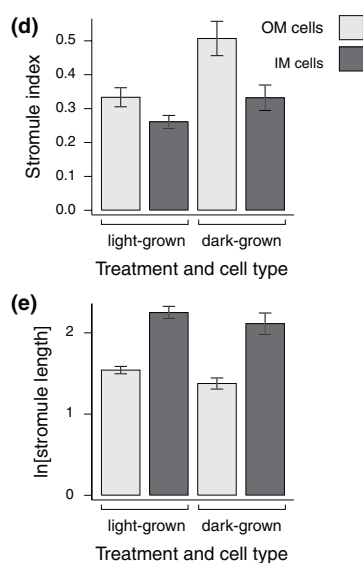 (d)
OM cells
IM cells
Stromule index
0.5
0.4
0.3
0.2
0.1
0.0
light-grown dark-grown
Treatment and cell type
(e)
ln[stromule length]
2
1
0
light-grown dark-grown
Treatment and cell type